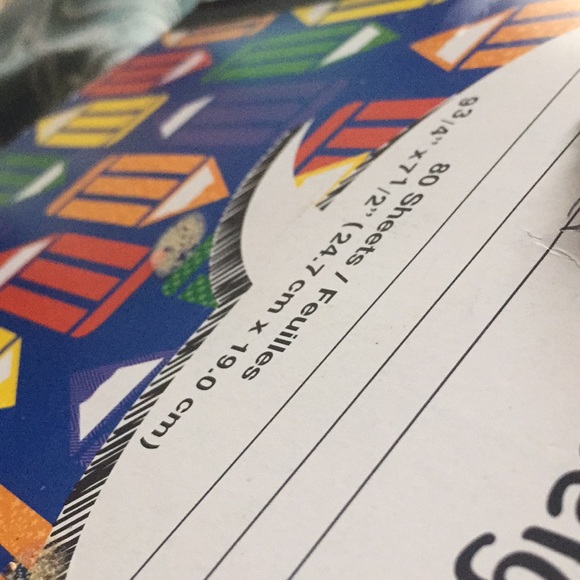 80 Sheets / Feuilles
9 3/4" x 7 1/2" (24.7 cm x 19.0 cm)